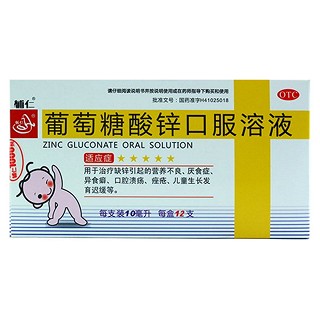 请仔细阅读说明书并按说明使用或在药师指导下购买和使用
批准文号：国药准字H41025018
OTC
辅仁
葡萄糖酸锌口服溶液
ZINC GLUCONATE ORAL SOLUTION
适应症 ★★★★★
用于治疗缺锌引起的营养不良、厌食症、
异食癖、口腔溃疡、痤疮、儿童生长发
育迟缓等。
每支装10毫升 每盒12支